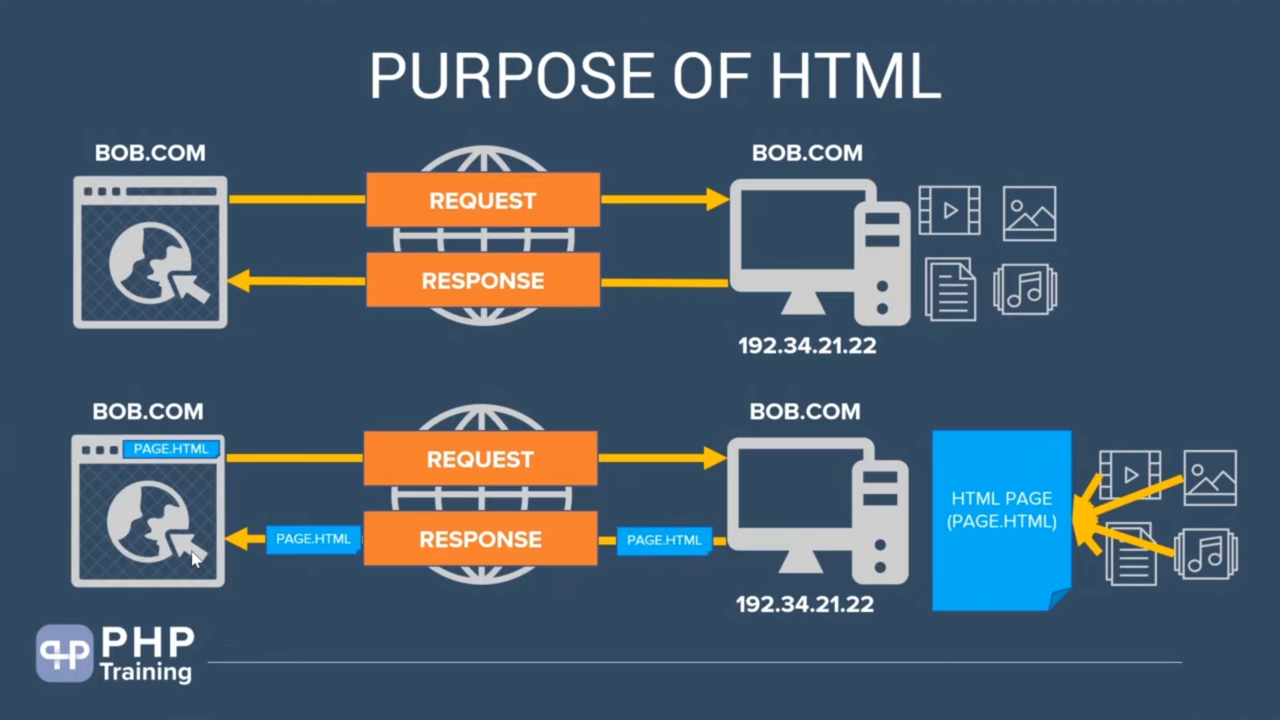 PURPOSE OF HTML
BOB.COM
BOB.COM
REQUEST
RESPONSE
192.34.21.22
BOB.COM
BOB.COM
PAGE.HTML
REQUEST
HTML PAGE
(PAGE.HTML)
PAGE.HTML
RESPONSE
PAGE.HTML
192.34.21.22
PHP
PHP
Training